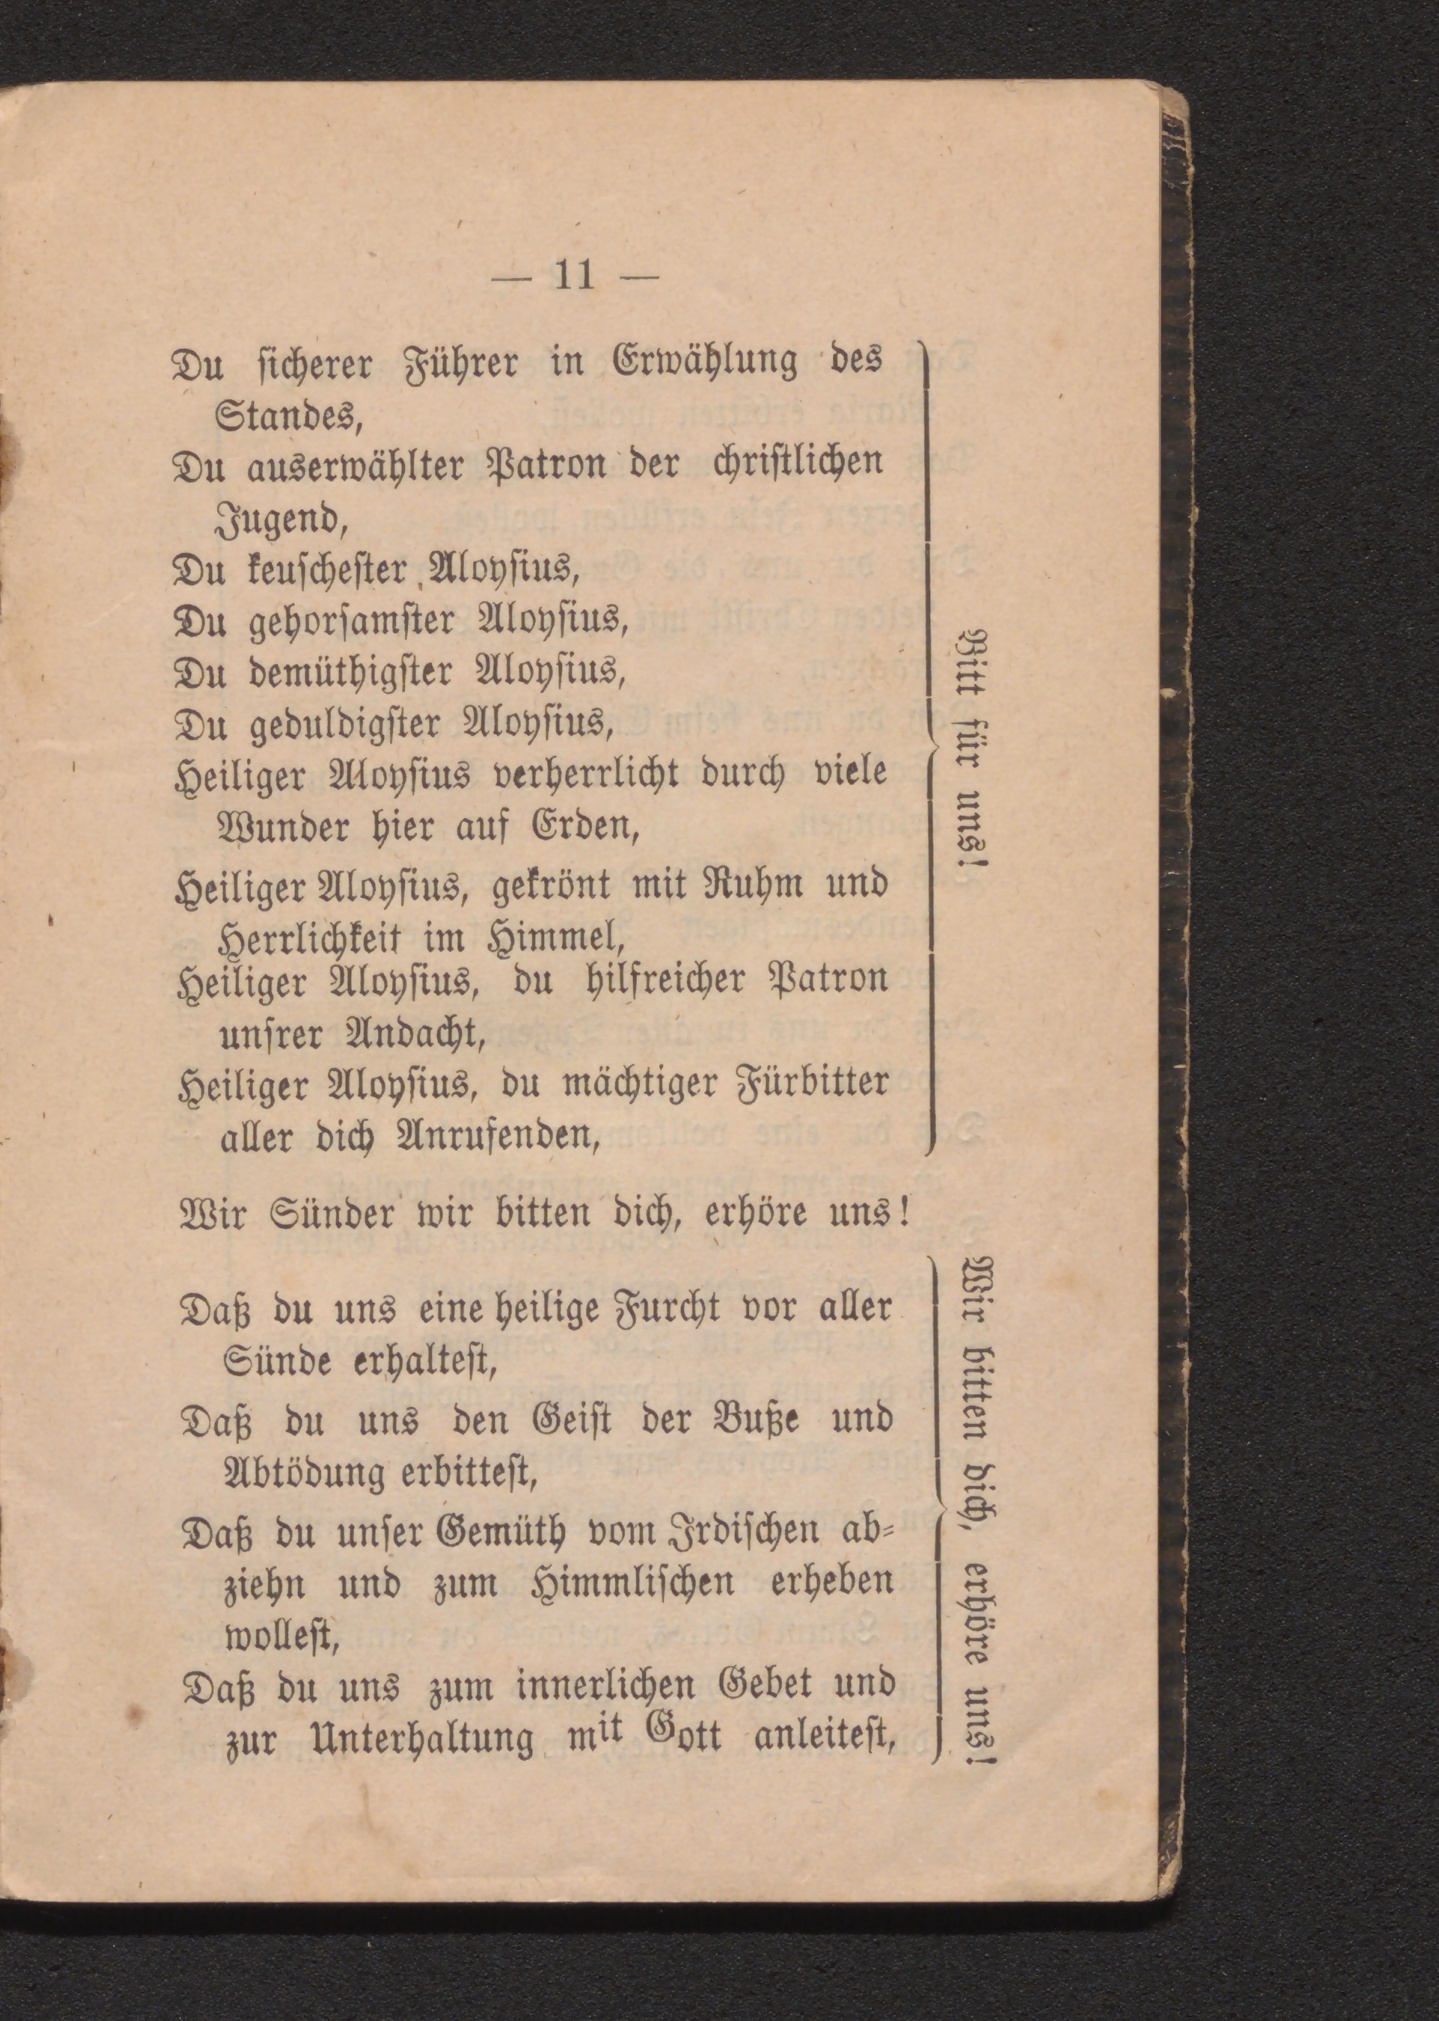 — 11 —
Du ſicherer Führer in Erwählung des
Standes,
Du auserwählter Patron der chriſtlichen
Jugend,
Du keuſcheſter Aloyſius,
Du gehorſamſter Aloyſius,
Du demüthigſter Aloyſius,
Du geduldigſter Aloyſius,
Heiliger Aloyſius verherrlicht durch viele
Wunder hier auf Erden,
Heiliger Aloyſius, gekrönt mit Ruhm und
Herrlichkeit im Himmel,
Heiliger Aloyſius, du hilfreicher Patron
unſrer Andacht,
Heiliger Aloyſius, du mächtiger Fürbitter
aller dich Anrufenden,
Bitt für uns!
Wir Sünder wir bitten dich, erhöre uns!
Daß du uns eine heilige Furcht vor aller
Sünde erhalteſt,
Daß du uns den Geiſt der Buße und
Abtödung erbitteſt,
Daß du unſer Gemüth vom Irdiſchen ab-
ziehn und zum Himmliſchen erheben
wolleſt,
Daß du uns zum innerlichen Gebet und
zur Unterhaltung mit Gott anleiteſt,
Wir bitten dich, erhöre uns!